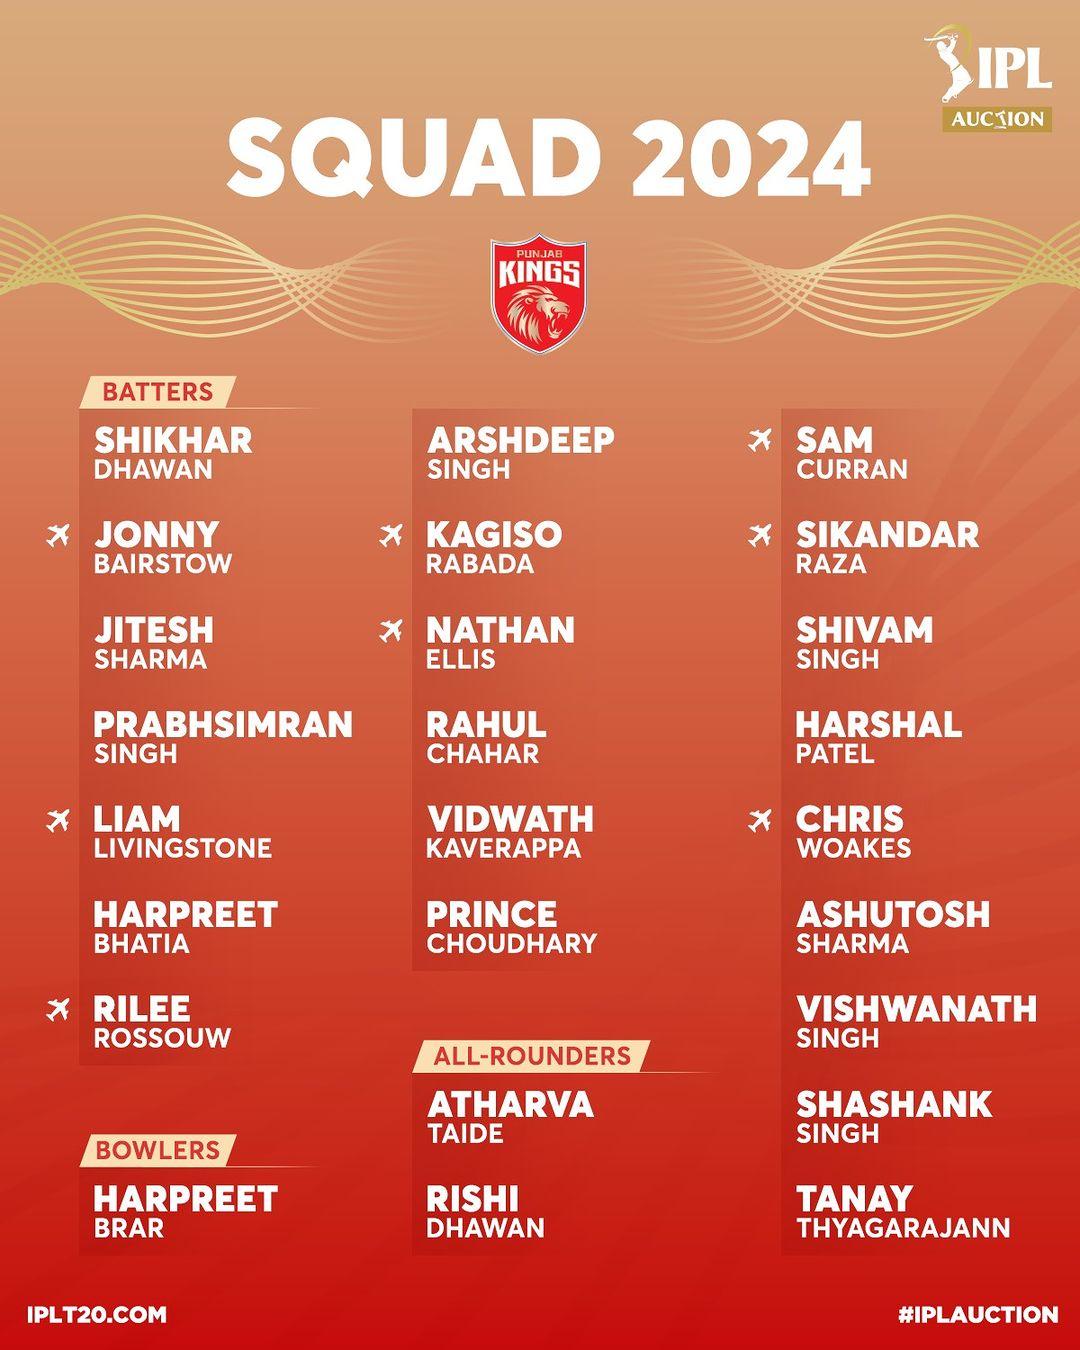 IPL
AUCTION
SQUAD 2024
PUNJAB
KINGS
BATTERS
SHIKHAR
DHAWAN
JONNY
BAIRSTOW
JITESH
SHARMA
PRABHSIMRAN
SINGH
LIAM
LIVINGSTONE
HARPREET
BHATIA
RILEE
ROSSOUW
BOWLERS
HARPREET
BRAR
ARSHDEEP
SINGH
KAGISO
RABADA
NATHAN
ELLIS
RAHUL
CHAHAR
VIDWATH
KAVERAPPA
PRINCE
CHOUDHARY
ALL-ROUNDERS
ATHARVA
TAIDE
RISHI
DHAWAN
SAM
CURRAN
SIKANDAR
RAZA
SHIVAM
SINGH
HARSHAL
PATEL
CHRIS
WOAKES
ASHUTOSH
SHARMA
VISHWANATH
SINGH
SHASHANK
SINGH
TANAY
THYAGARAJANN
IPLT20.COM
#IPLAUCTION